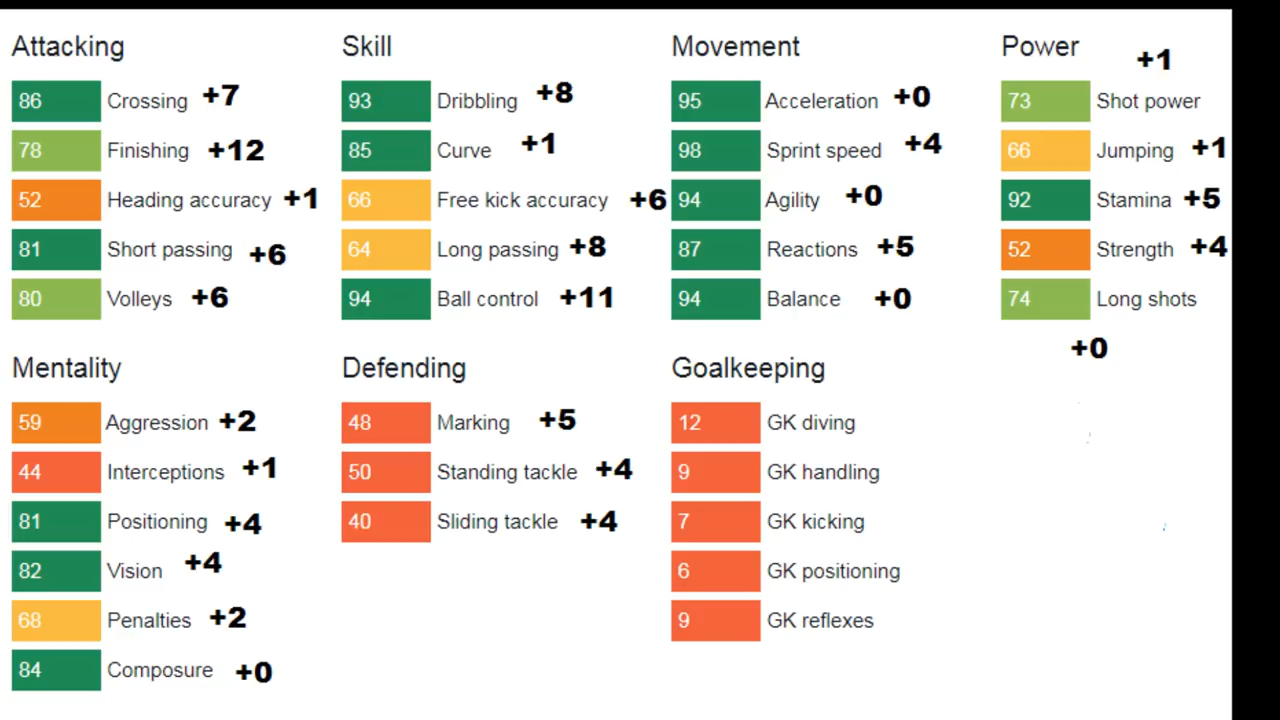 Attacking
86 Crossing +7
78 Finishing +12
52 Heading accuracy +1
81 Short passing +6
80 Volleys +6
Skill
93 Dribbling +8
85 Curve +1
66 Free kick accuracy +6
64 Long passing +8
94 Ball control +11
Movement
95 Acceleration +0
98 Sprint speed +4
94 Agility +0
87 Reactions +5
94 Balance +0
Power
+1
73 Shot power
66 Jumping +1
92 Stamina +5
52 Strength +4
74 Long shots
+0
Mentality
59 Aggression +2
44 Interceptions +1
81 Positioning +4
82 Vision +4
68 Penalties +2
84 Composure +0
Defending
48 Marking +5
50 Standing tackle +4
40 Sliding tackle +4
Goalkeeping
12 GK diving
9 GK handling
7 GK kicking
6 GK positioning
9 GK reflexes